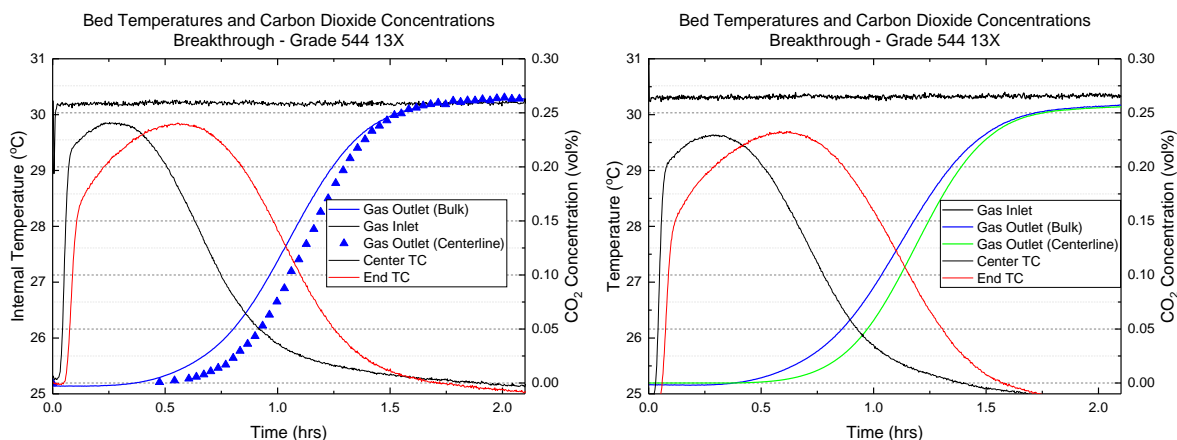 Bed Temperatures and Carbon Dioxide Concentrations
Breakthrough - Grade 544 13X
31
30
29
28
27
26
25
Internal Temperature (°C)
0.30
0.25
0.20
0.15
0.10
0.05
0.00
CO₂ Concentration (vol%)
Gas Outlet (Bulk)
Gas Inlet
Gas Outlet (Centerline)
Center TC
End TC
0.0 0.5 1.0 1.5 2.0
Time (hrs)
Bed Temperatures and Carbon Dioxide Concentrations
Breakthrough - Grade 544 13X
31
30
29
28
27
26
25
Temperature (°C)
0.30
0.25
0.20
0.15
0.10
0.05
0.00
CO₂ Concentration (vol%)
Gas Inlet
Gas Outlet (Bulk)
Gas Outlet (Centerline)
Center TC
End TC
0.0 0.5 1.0 1.5 2.0
Time (hrs)